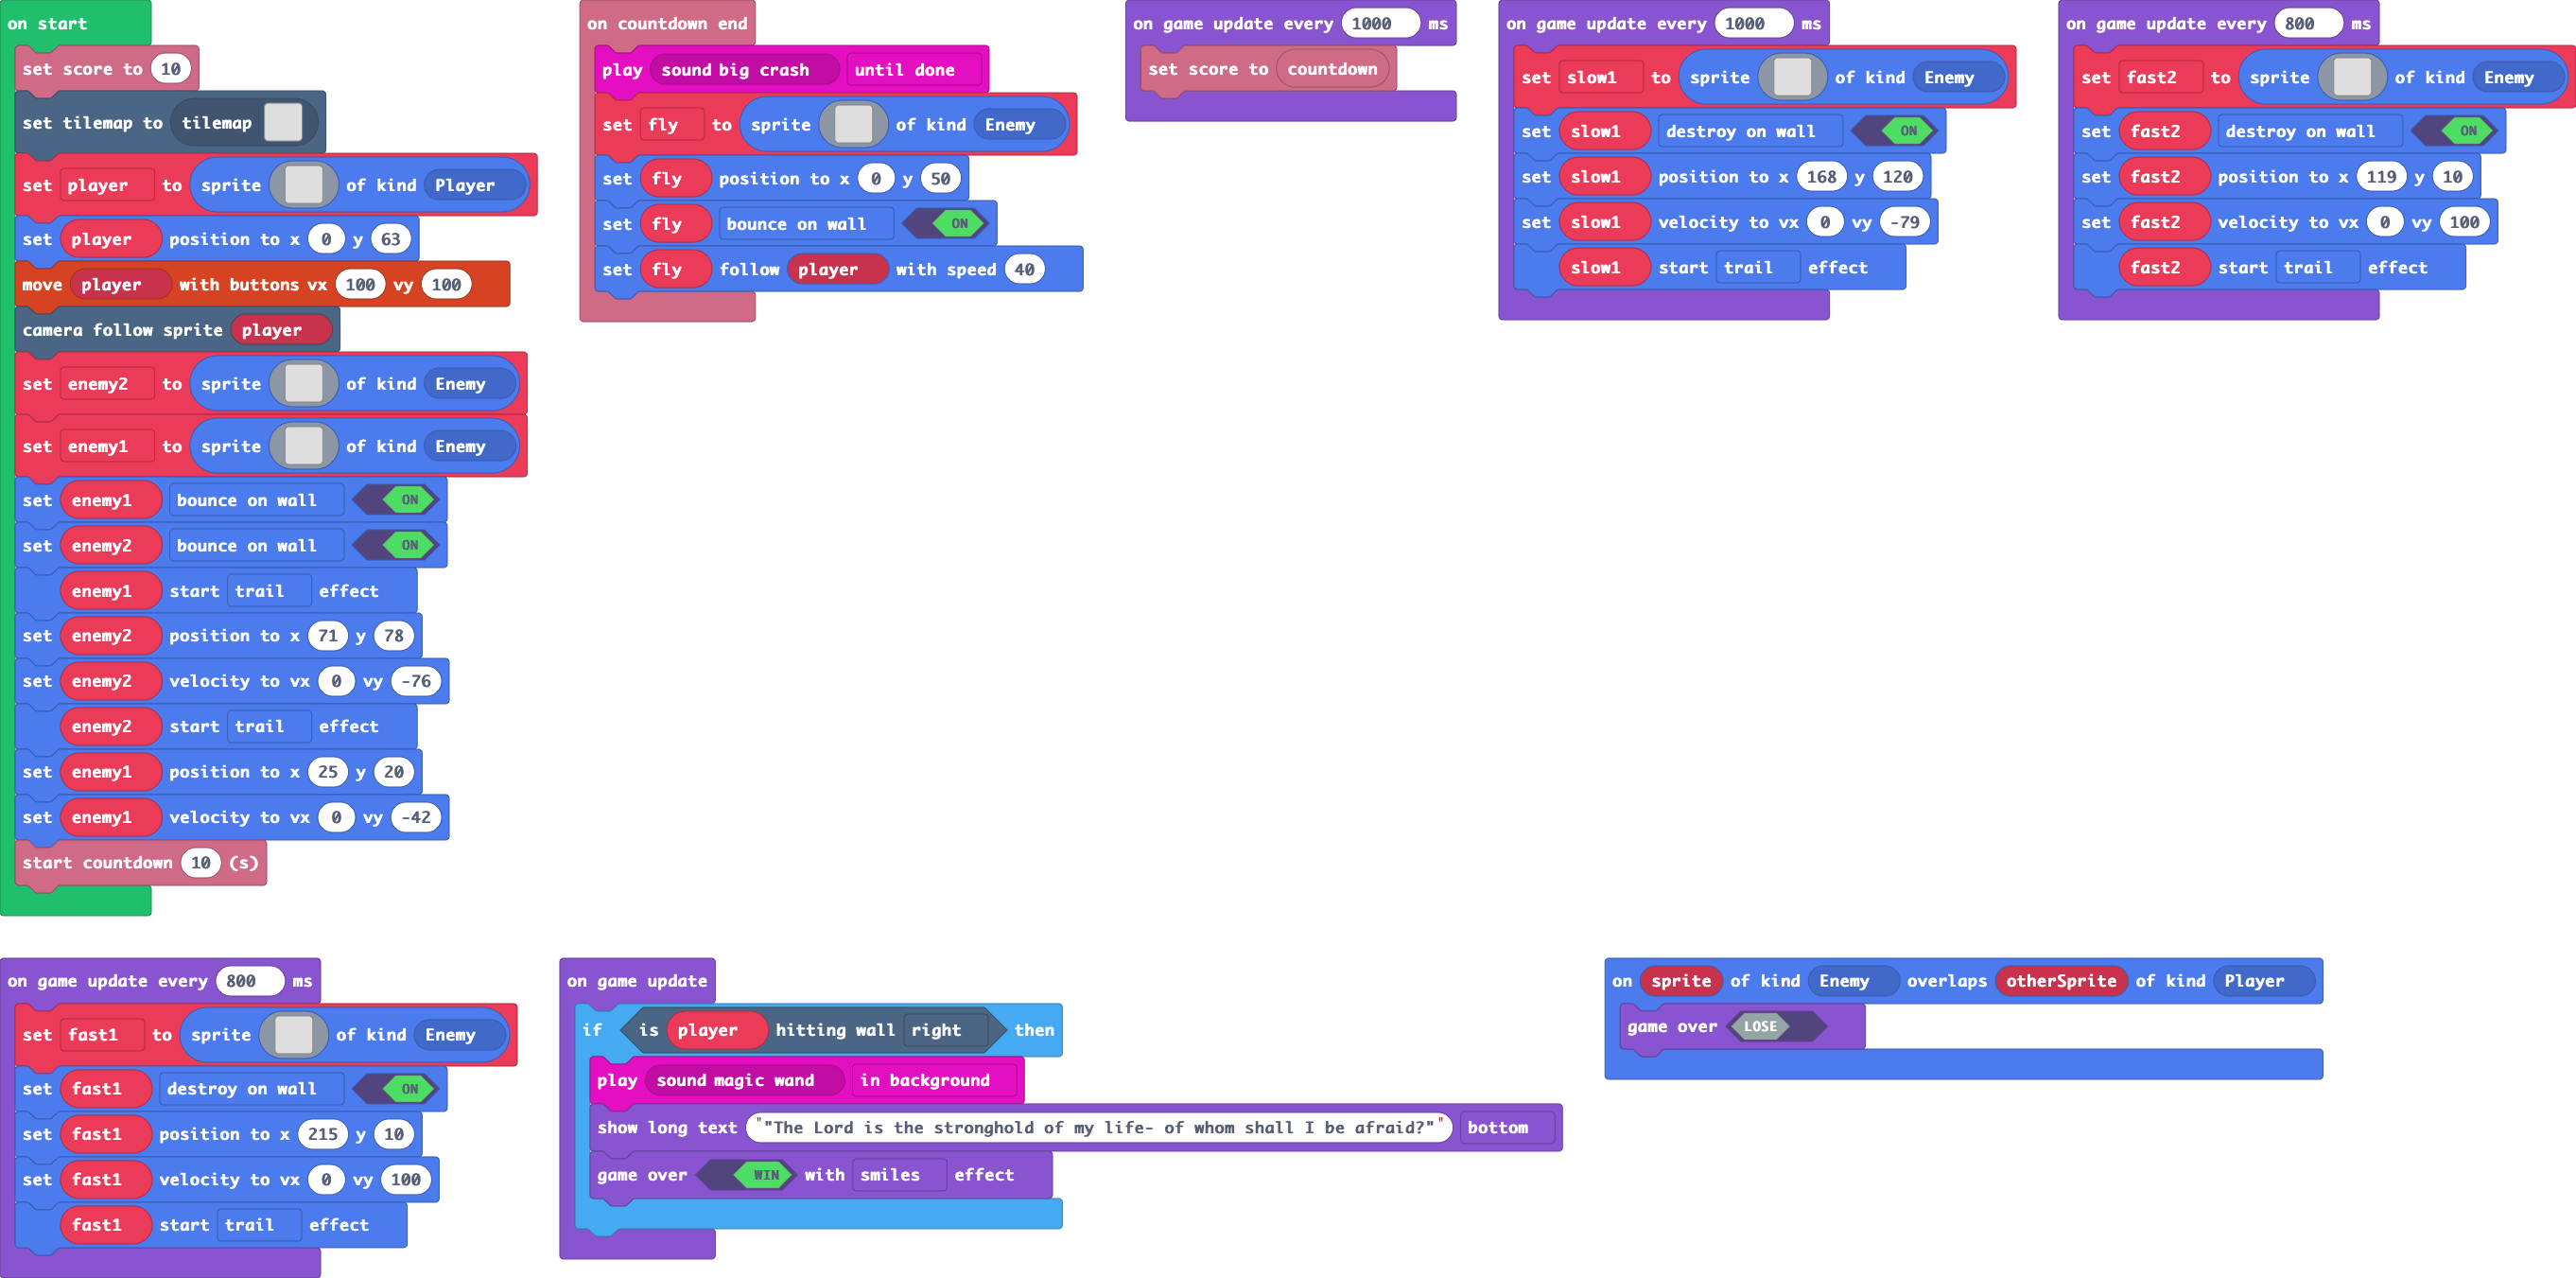 on start
set score to 10
set tilemap to tilemap
set player to sprite of kind Player
set player position to x 0 y 63
move player with buttons vx 100 vy 100
camera follow sprite player
set enemy2 to sprite of kind Enemy
set enemy1 to sprite of kind Enemy
set enemy1 bounce on wall ON
set enemy2 bounce on wall ON
enemy1 start trail effect
set enemy2 position to x 71 y 78
set enemy2 velocity to vx 0 vy -76
enemy2 start trail effect
set enemy1 position to x 25 y 20
set enemy1 velocity to vx 0 vy -42
start countdown 10 (s)
on countdown end
play sound big crash until done
set fly to sprite of kind Enemy
set fly position to x 0 y 50
set fly bounce on wall ON
set fly follow player with speed 40
on game update every 1000 ms
set score to countdown
on game update every 1000 ms
set slow1 to sprite of kind Enemy
set slow1 destroy on wall ON
set slow1 position to x 168 y 120
set slow1 velocity to vx 0 vy -79
slow1 start trail effect
on game update every 800 ms
set fast2 to sprite of kind Enemy
set fast2 destroy on wall ON
set fast2 position to x 119 y 10
set fast2 velocity to vx 0 vy 100
fast2 start trail effect
on game update every 800 ms
set fast1 to sprite of kind Enemy
set fast1 destroy on wall ON
set fast1 position to x 215 y 10
set fast1 velocity to vx 0 vy 100
fast1 start trail effect
on game update
if is player hitting wall right then
play sound magic wand in background
show long text ""The Lord is the stronghold of my life- of whom shall I be afraid?"" bottom
game over WIN with smiles effect
on sprite of kind Enemy overlaps otherSprite of kind Player
game over LOSE